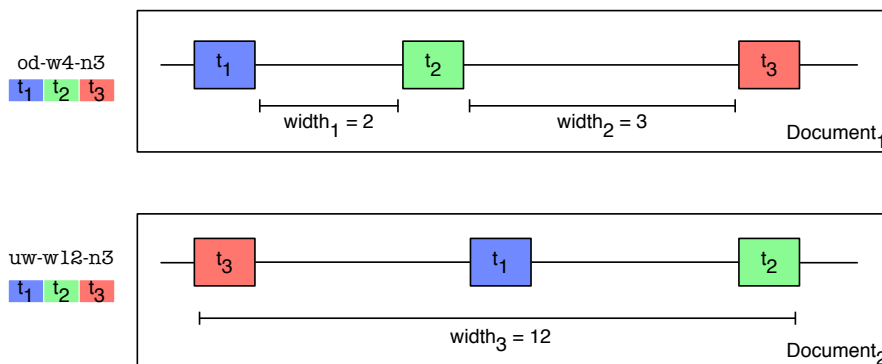 od-w4-n3
t1 t2 t3
t1 t2 t3
width1 = 2 width2 = 3
Document1
uw-w12-n3
t1 t2 t3
t3 t1 t2
width3 = 12
Document2